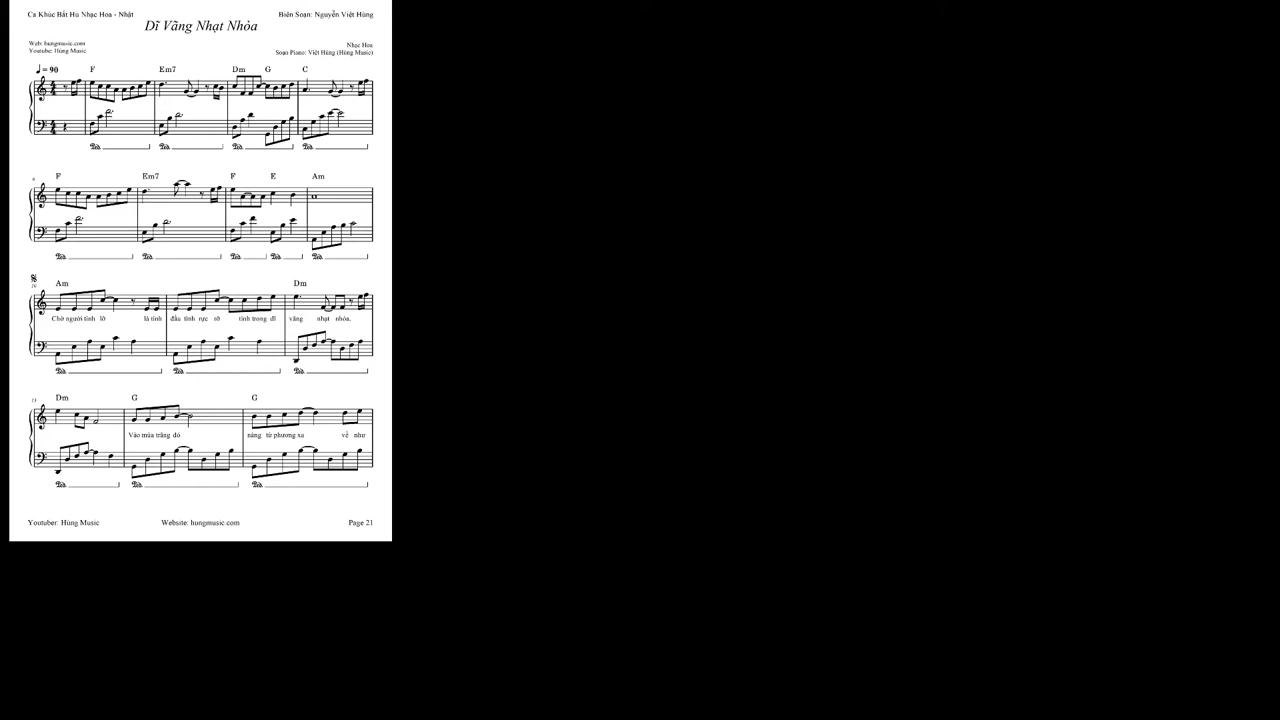 Ca Khúc Bất Hủ Nhạc Hoa - Nhật Biên Soạn: Nguyễn Việt Hùng
Dĩ Vãng Nhạt Nhòa
Web: hungmusic.com
Youtube: Hùng Music
Nhạc Hoa
Soạn Piano: Việt Hùng (Hùng Music)
♩ = 90 F Em7 Dm G C
6 F Em7 F E Am
10 Am Dm
Chờ người tình lỡ là tình đầu tình rực rỡ tình trong dĩ vãng nhạt nhòa.
13 Dm G G
Vào mùa trăng đó nàng từ phương xa về như
Youtuber: Hùng Music Website: hungmusic.com Page 21